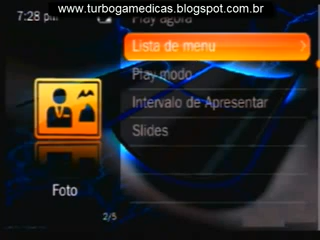 www.turbogamedicas.blogspot.com.br
7:28 pm
Play agora
Lista de menu
Play modo
Intervalo de Apresentar
Slides
Foto
2/5